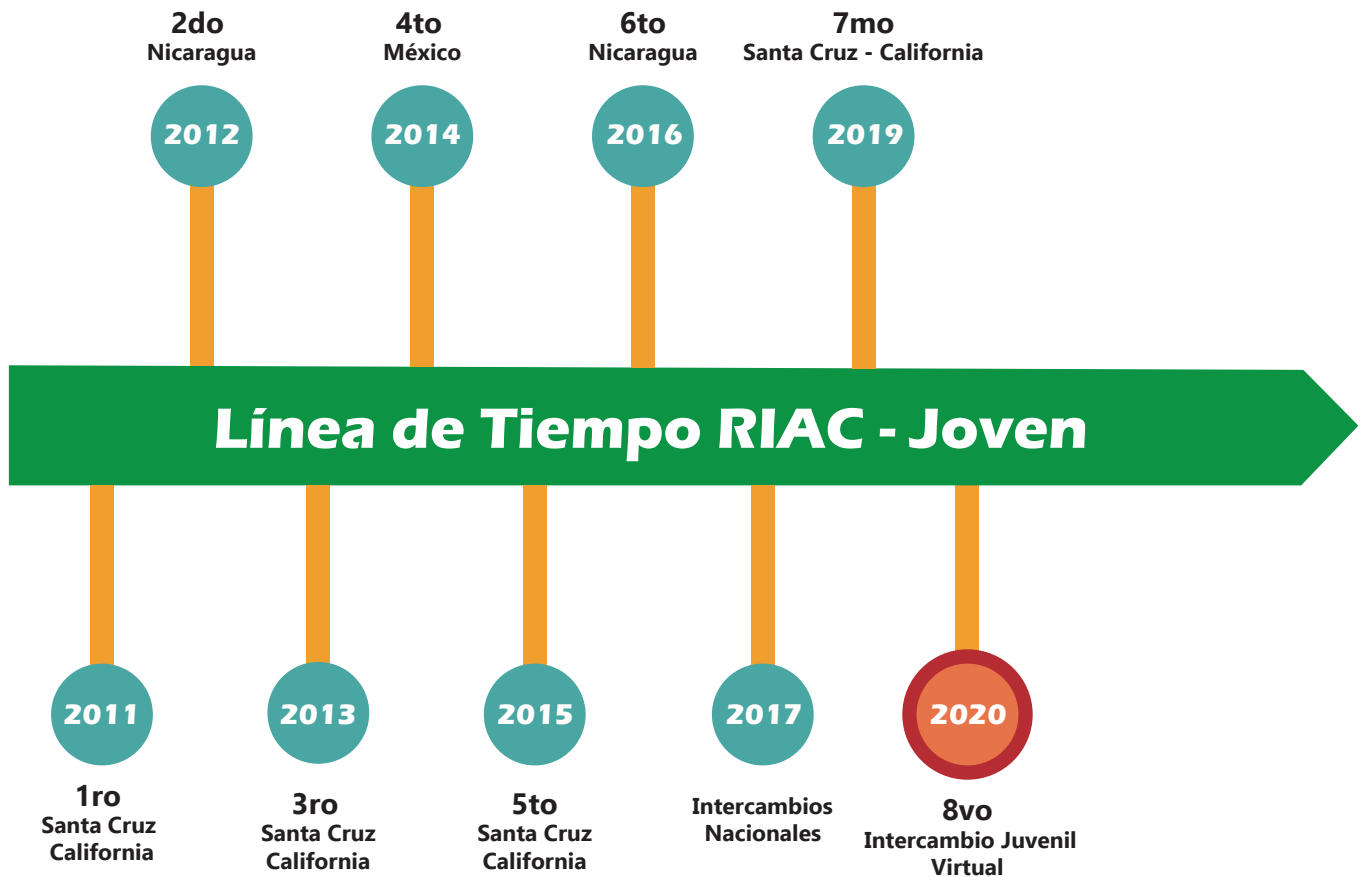 2do
Nicaragua
4to
México
6to
Nicaragua
7mo
Santa Cruz - California
2012
2014
2016
2019
Línea de Tiempo RIAC - Joven
2011
2013
2015
2017
2020
1ro
Santa Cruz
California
3ro
Santa Cruz
California
5to
Santa Cruz
California
Intercambios
Nacionales
8vo
Intercambio Juvenil
Virtual